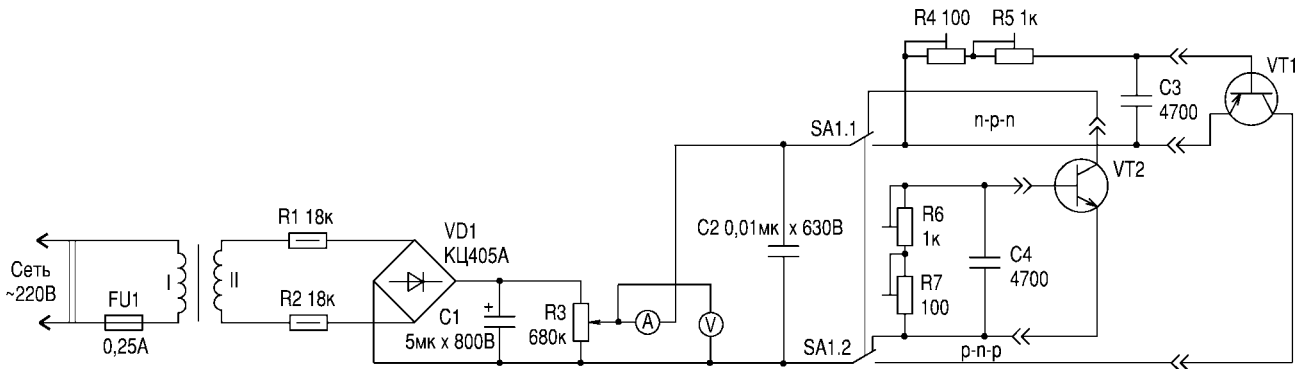 R4 100
R5 1к
VT1
C3
4700
n-p-n
SA1.1
VT2
R1 18к
VD1
КЦ405А
C2 0,01мк x 630В
R6
1к
C4
4700
Сеть
~220В
I
II
FU1
0,25А
R2 18к
C1
+
5мк x 800В
R3
680к
A
V
R7
100
SA1.2
p-n-p